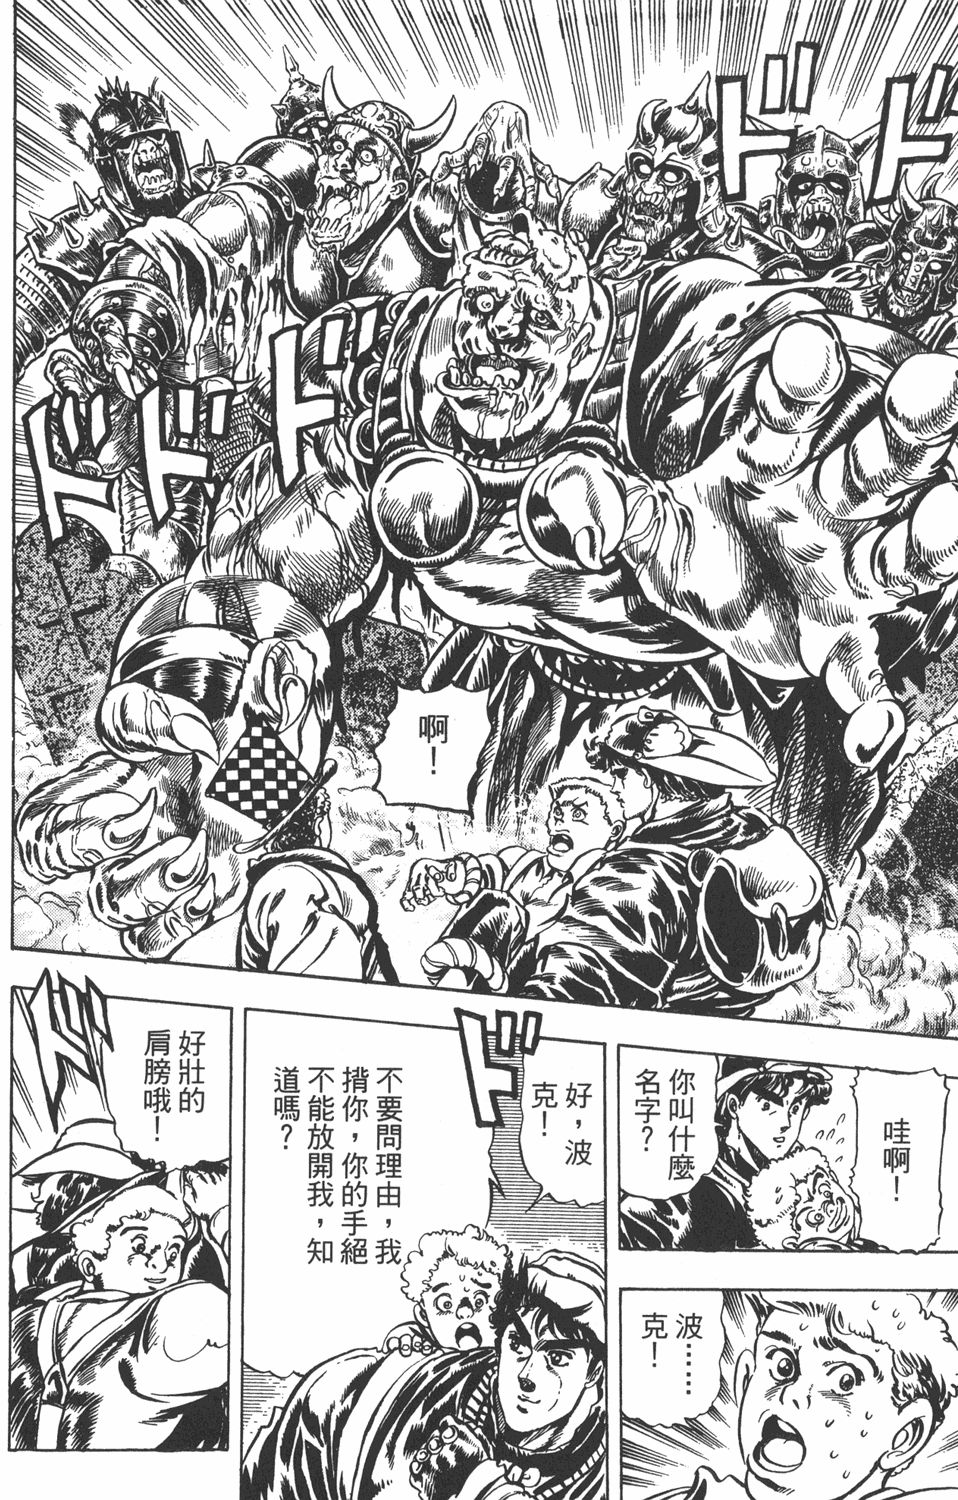 ド
ド
ド
ド
ド
ド
啊！
哇啊！
你叫什麼
名字？
波……
克！
好，波
克！
ド
不要問理由，我
揹你，你的手絕
不能放開我，知
道嗎？
ド
好壯的
肩膀哦！